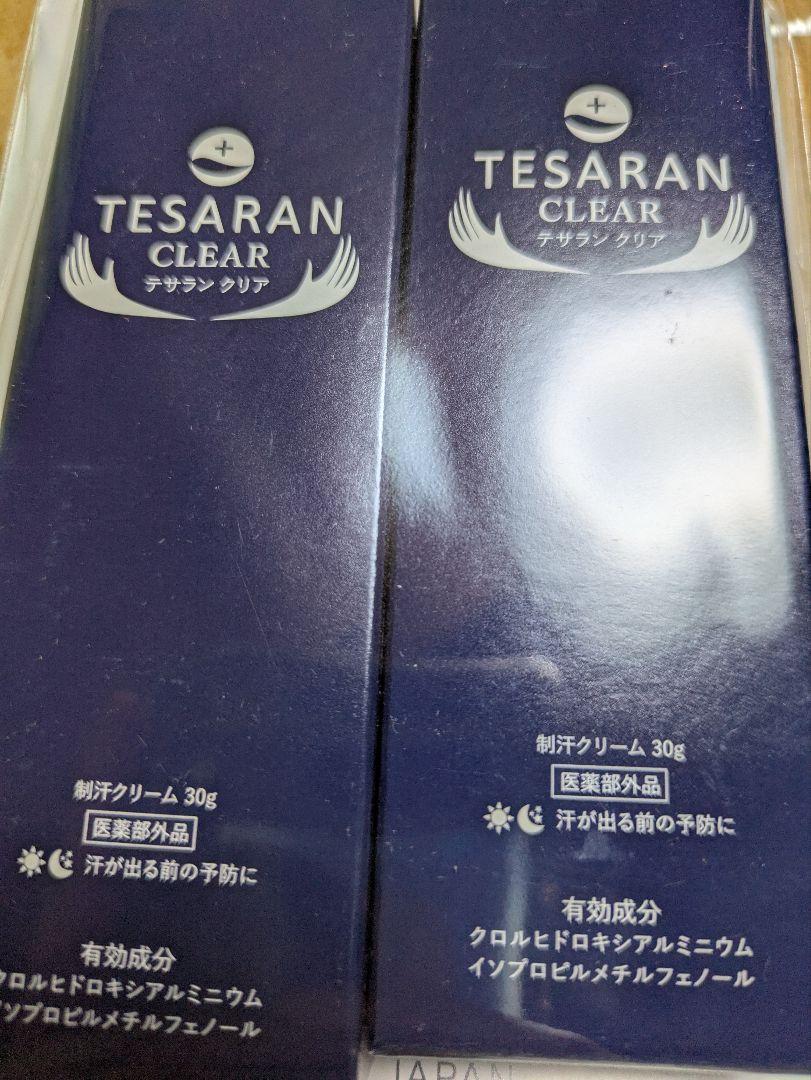 TESARAN
CLEAR
テサラン クリア
制汗クリーム 30g
医薬部外品
汗が出る前の予防に
有効成分
クロルヒドロキシアルミニウム
イソプロピルメチルフェノール
TESARAN
CLEAR
テサラン クリア
制汗クリーム 30g
医薬部外品
汗が出る前の予防に
有効成分
クロルヒドロキシアルミニウム
イソプロピルメチルフェノール
JAPAN